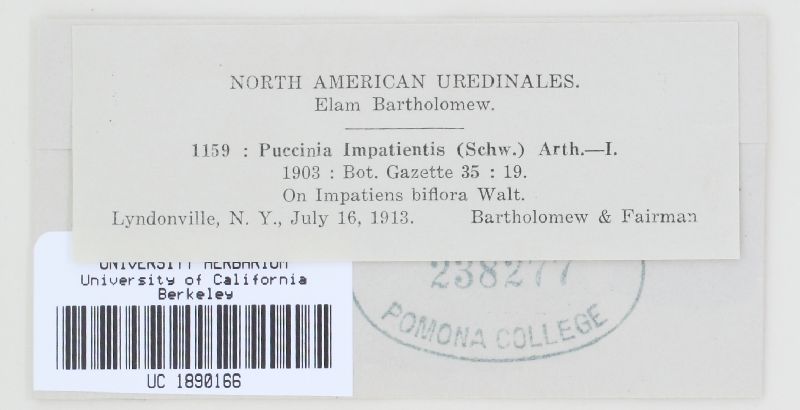 NORTH AMERICAN UREDINALES.
Elam Bartholomew.
1159 : Puccinia Impatientis (Schw.) Arth.—I.
1903 : Bot. Gazette 35 : 19.
On Impatiens biflora Walt.
Lyndonville, N. Y., July 16, 1913. Bartholomew & Fairman
238277
POMONA COLLEGE
UNIVERSITY HERBARIUM
University of California
Berkeley
UC 1890166